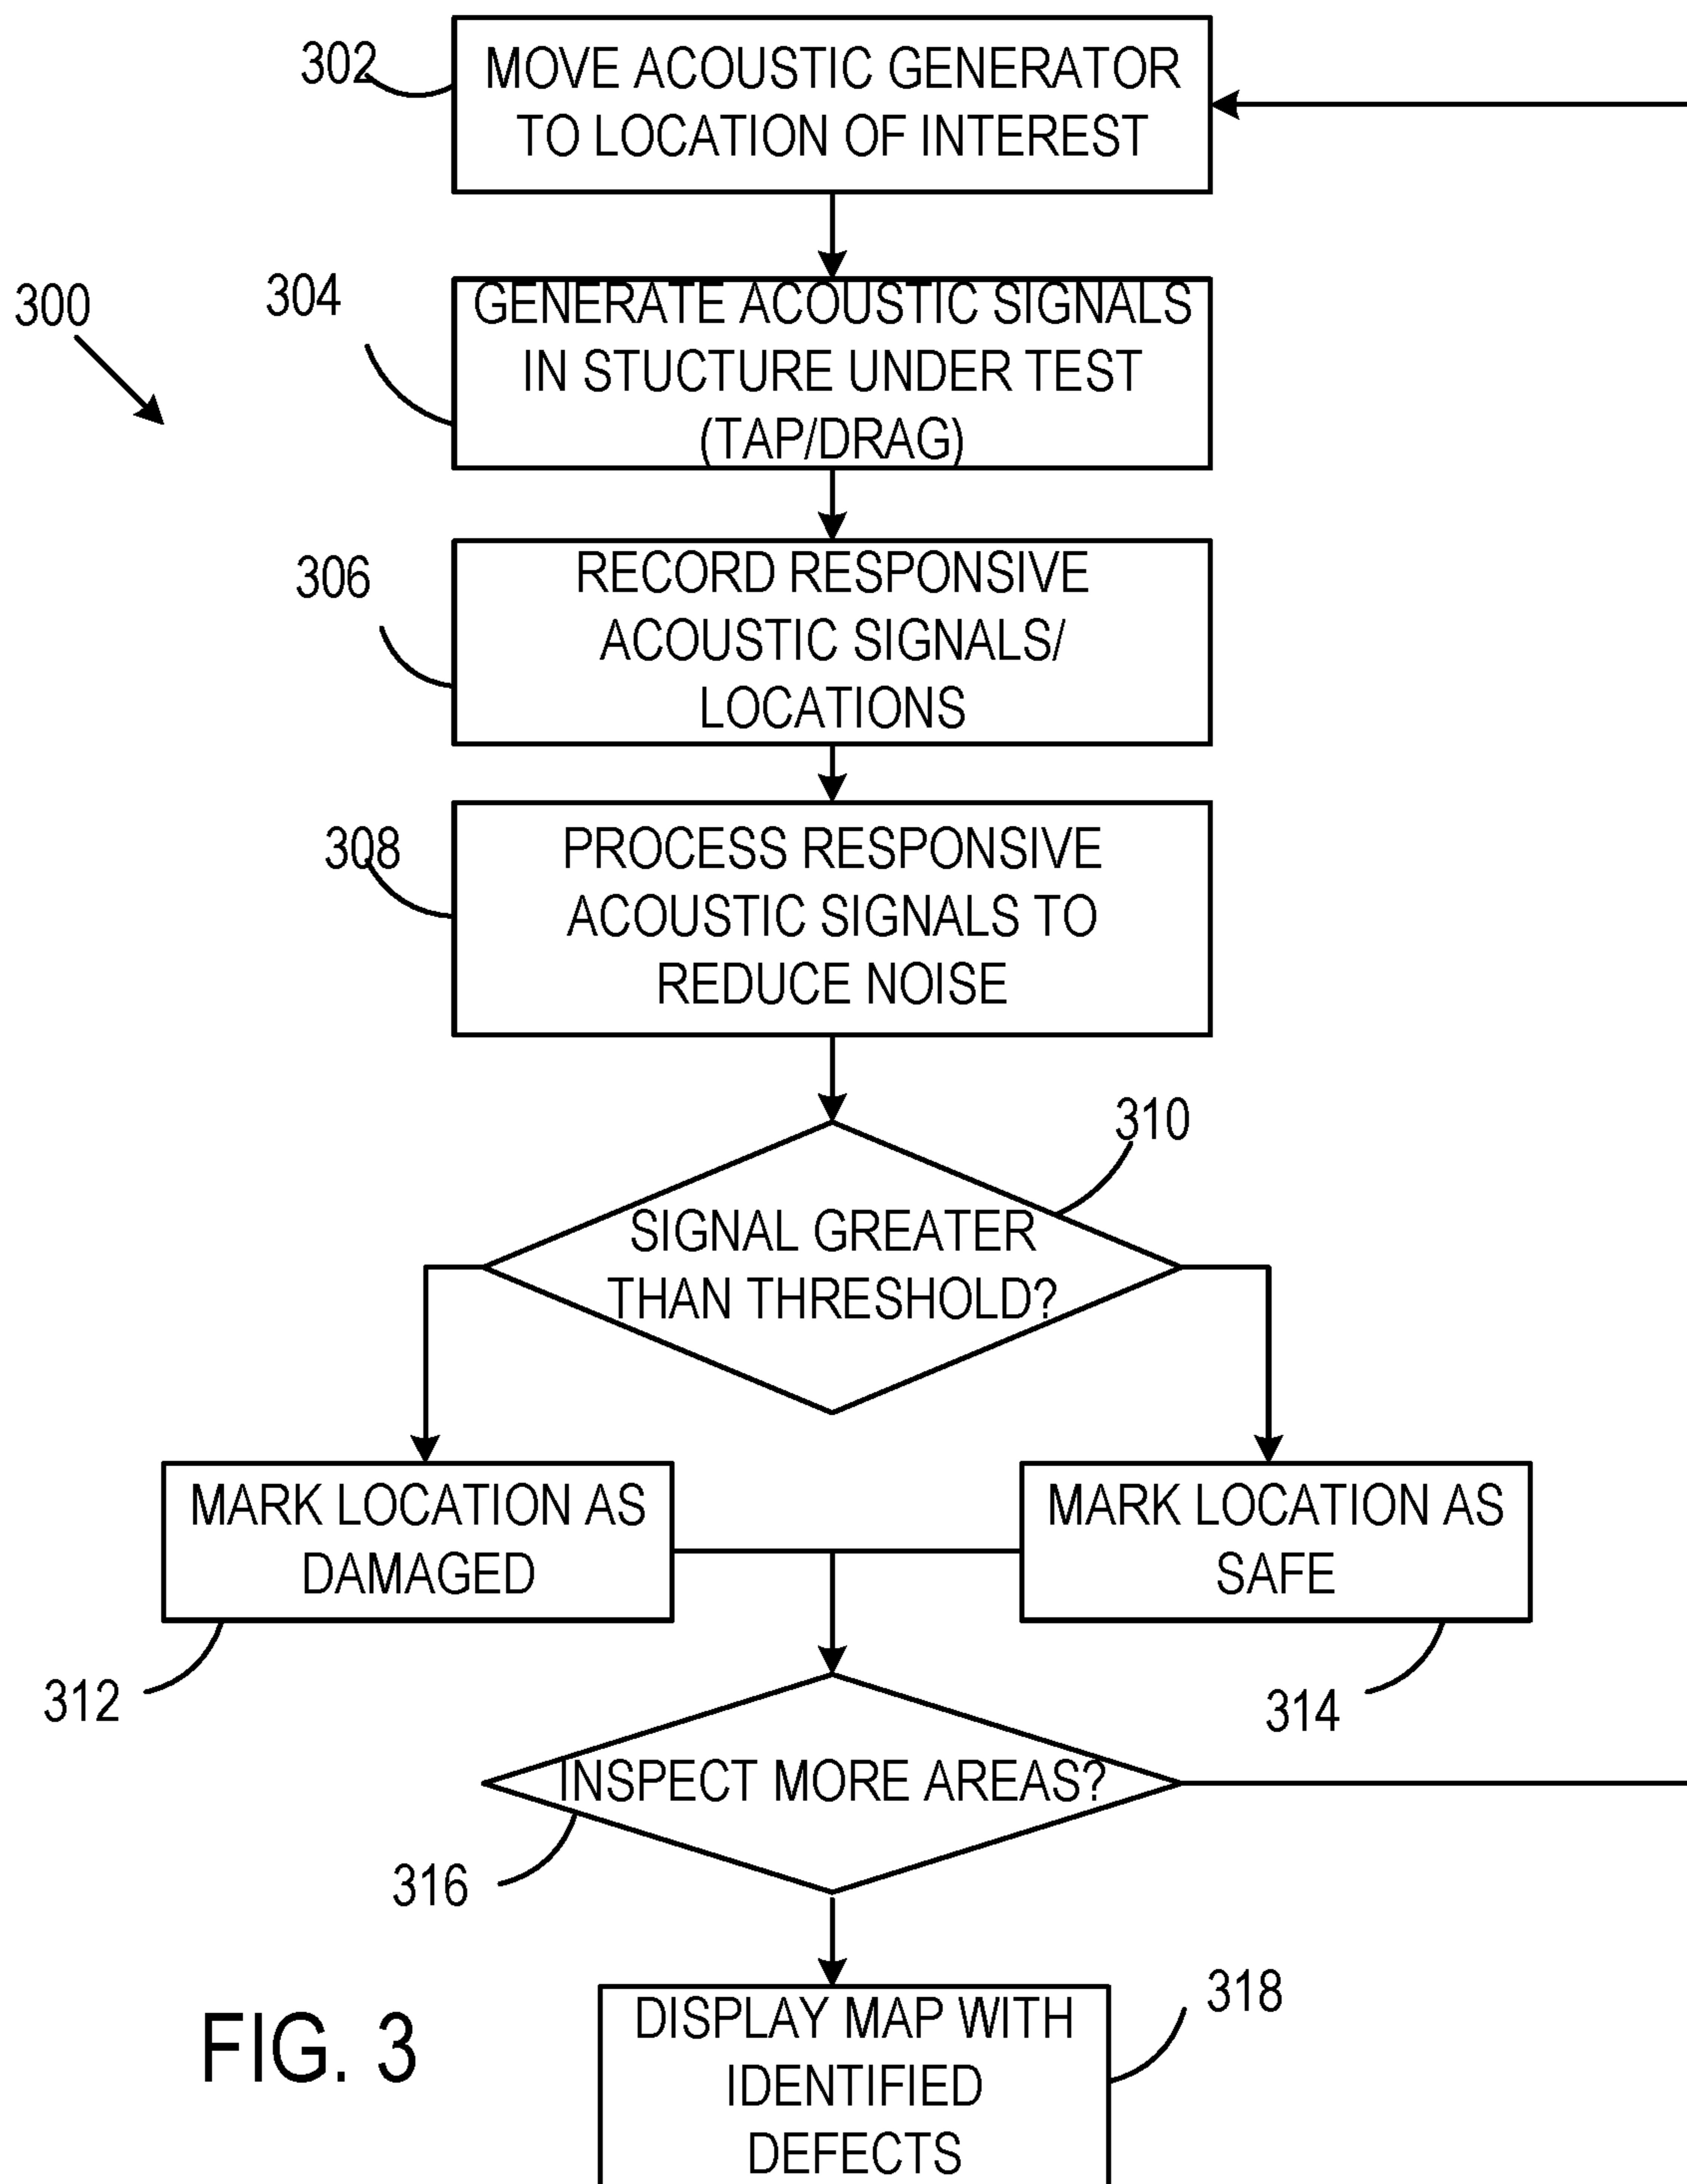 302
MOVE ACOUSTIC GENERATOR
TO LOCATION OF INTEREST
300
304
GENERATE ACOUSTIC SIGNALS
IN STUCTURE UNDER TEST
(TAP/DRAG)
306
RECORD RESPONSIVE
ACOUSTIC SIGNALS/
LOCATIONS
308
PROCESS RESPONSIVE
ACOUSTIC SIGNALS TO
REDUCE NOISE
310
SIGNAL GREATER
THAN THRESHOLD?
MARK LOCATION AS
DAMAGED
312
MARK LOCATION AS
SAFE
314
INSPECT MORE AREAS?
316
318
DISPLAY MAP WITH
IDENTIFIED
DEFECTS
FIG. 3